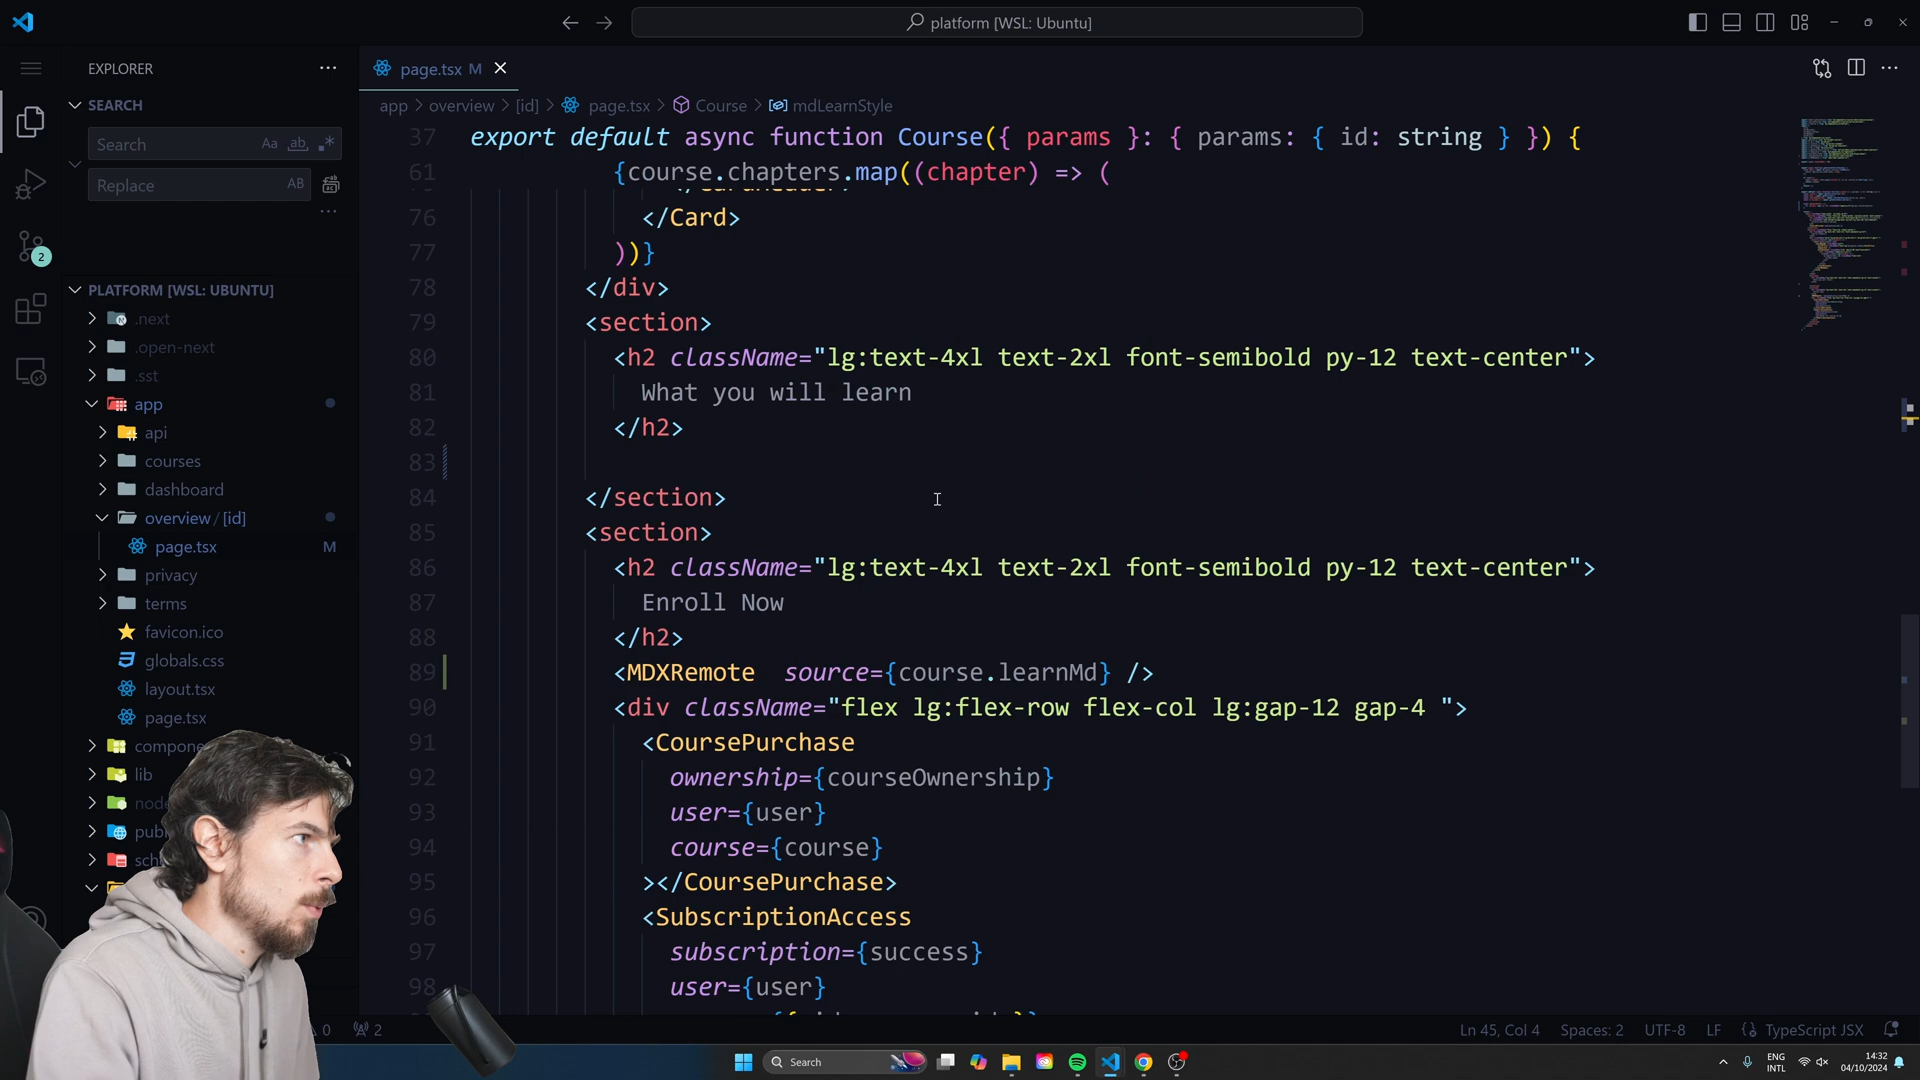 platform [WSL: Ubuntu]
EXPLORER
page.tsx M
SEARCH
app > overview > [id] > page.tsx > Course > mdLearnStyle
Search Aa ab
Replace AB
37 export default async function Course({ params }: { params: { id: string } }) {
61 {course.chapters.map((chapter) => (
76 </Card>
77 ))}
78 </div>
79 <section>
80 <h2 className="lg:text-4xl text-2xl font-semibold py-12 text-center">
81 What you will learn
82 </h2>
83
84 </section>
85 <section>
86 <h2 className="lg:text-4xl text-2xl font-semibold py-12 text-center">
87 Enroll Now
88 </h2>
89 <MDXRemote  source={course.learnMd} />
90 <div className="flex lg:flex-row flex-col lg:gap-12 gap-4 ">
91 <CoursePurchase
92 ownership={courseOwnership}
93 user={user}
94 course={course}
95 ></CoursePurchase>
96 <SubscriptionAccess
97 subscription={success}
98 user={user}
2
PLATFORM [WSL: UBUNTU]
.next
.open-next
.sst
app
api
courses
dashboard
overview / [id]
page.tsx M
privacy
terms
favicon.ico
globals.css
layout.tsx
page.tsx
lib
0 2
Ln 45, Col 4 Spaces: 2 UTF-8 LF TypeScript JSX
Search
ENG
INTL
14:32
04/10/2024